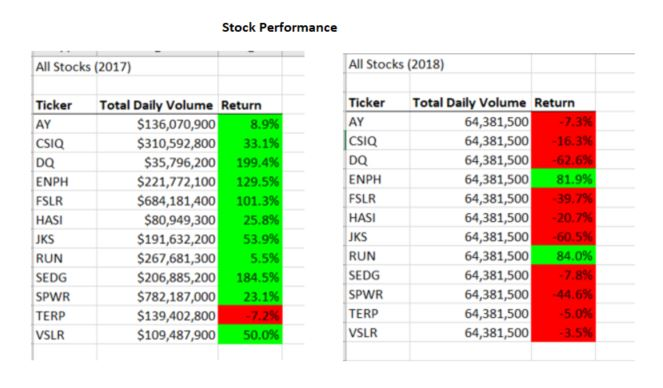 Stock Performance
All Stocks (2017)
Ticker Total Daily Volume Return
AY $136,070,900 8.9%
CSIQ $310,592,800 33.1%
DQ $35,796,200 199.4%
ENPH $221,772,100 129.5%
FSLR $684,181,400 101.3%
HASI $80,949,300 25.8%
JKS $191,632,200 53.9%
RUN $267,681,300 5.5%
SEDG $206,885,200 184.5%
SPWR $782,187,000 23.1%
TERP $139,402,800 -7.2%
VSLR $109,487,900 50.0%
All Stocks (2018)
Ticker Total Daily Volume Return
AY 64,381,500 -7.3%
CSIQ 64,381,500 -16.3%
DQ 64,381,500 -62.6%
ENPH 64,381,500 81.9%
FSLR 64,381,500 -39.7%
HASI 64,381,500 -20.7%
JKS 64,381,500 -60.5%
RUN 64,381,500 84.0%
SEDG 64,381,500 -7.8%
SPWR 64,381,500 -44.6%
TERP 64,381,500 -5.0%
VSLR 64,381,500 -3.5%